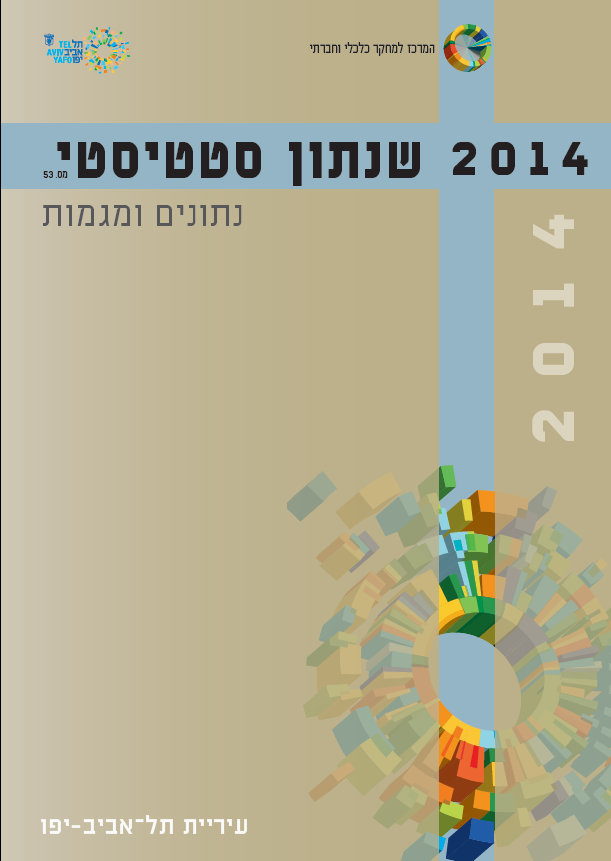 המרכז למחקר כלכלי וחברתי
תל TEL
אביב AVIV
יפו YAFO
2014 שנתון סטטיסטי מס. 53
נתונים ומגמות
2014
עיריית תל־אביב-יפו